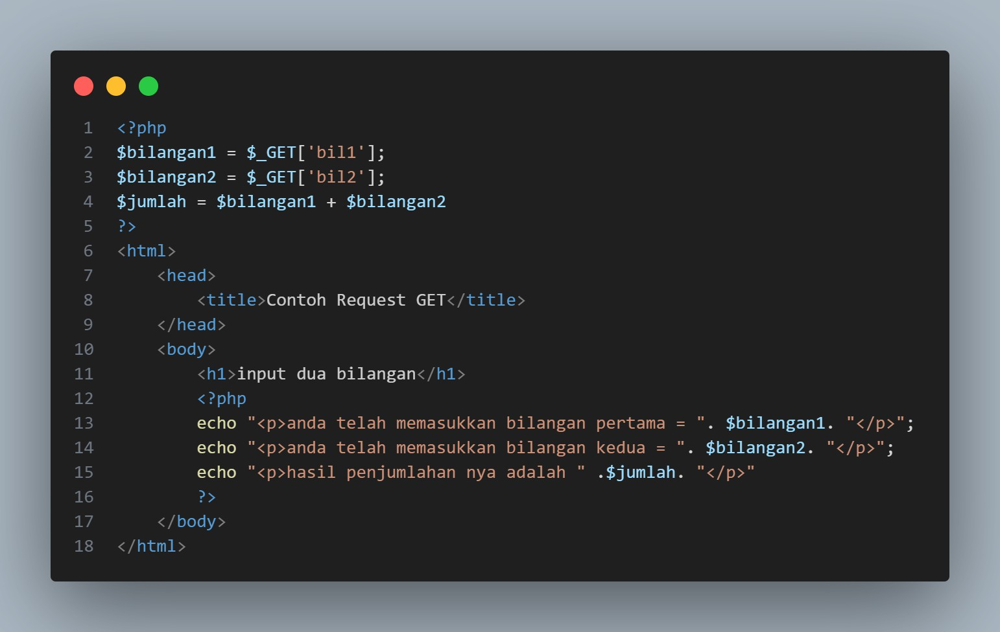 1 <?php
2 $bilangan1 = $_GET['bil1'];
3 $bilangan2 = $_GET['bil2'];
4 $jumlah = $bilangan1 + $bilangan2
5 ?>
6 <html>
7     <head>
8         <title>Contoh Request GET</title>
9     </head>
10     <body>
11         <h1>input dua bilangan</h1>
12         <?php
13         echo "<p>anda telah memasukkan bilangan pertama = ". $bilangan1. "</p>";
14         echo "<p>anda telah memasukkan bilangan kedua = ". $bilangan2. "</p>";
15         echo "<p>hasil penjumlahan nya adalah " .$jumlah. "</p>"
16         ?>
17     </body>
18 </html>